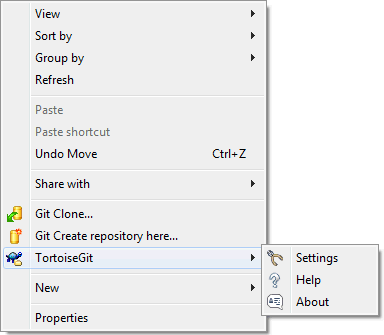 View
Sort by
Group by
Refresh
Paste
Paste shortcut
Undo Move Ctrl+Z
Share with
Git Clone...
Git Create repository here...
TortoiseGit
Settings
Help
About
New
Properties